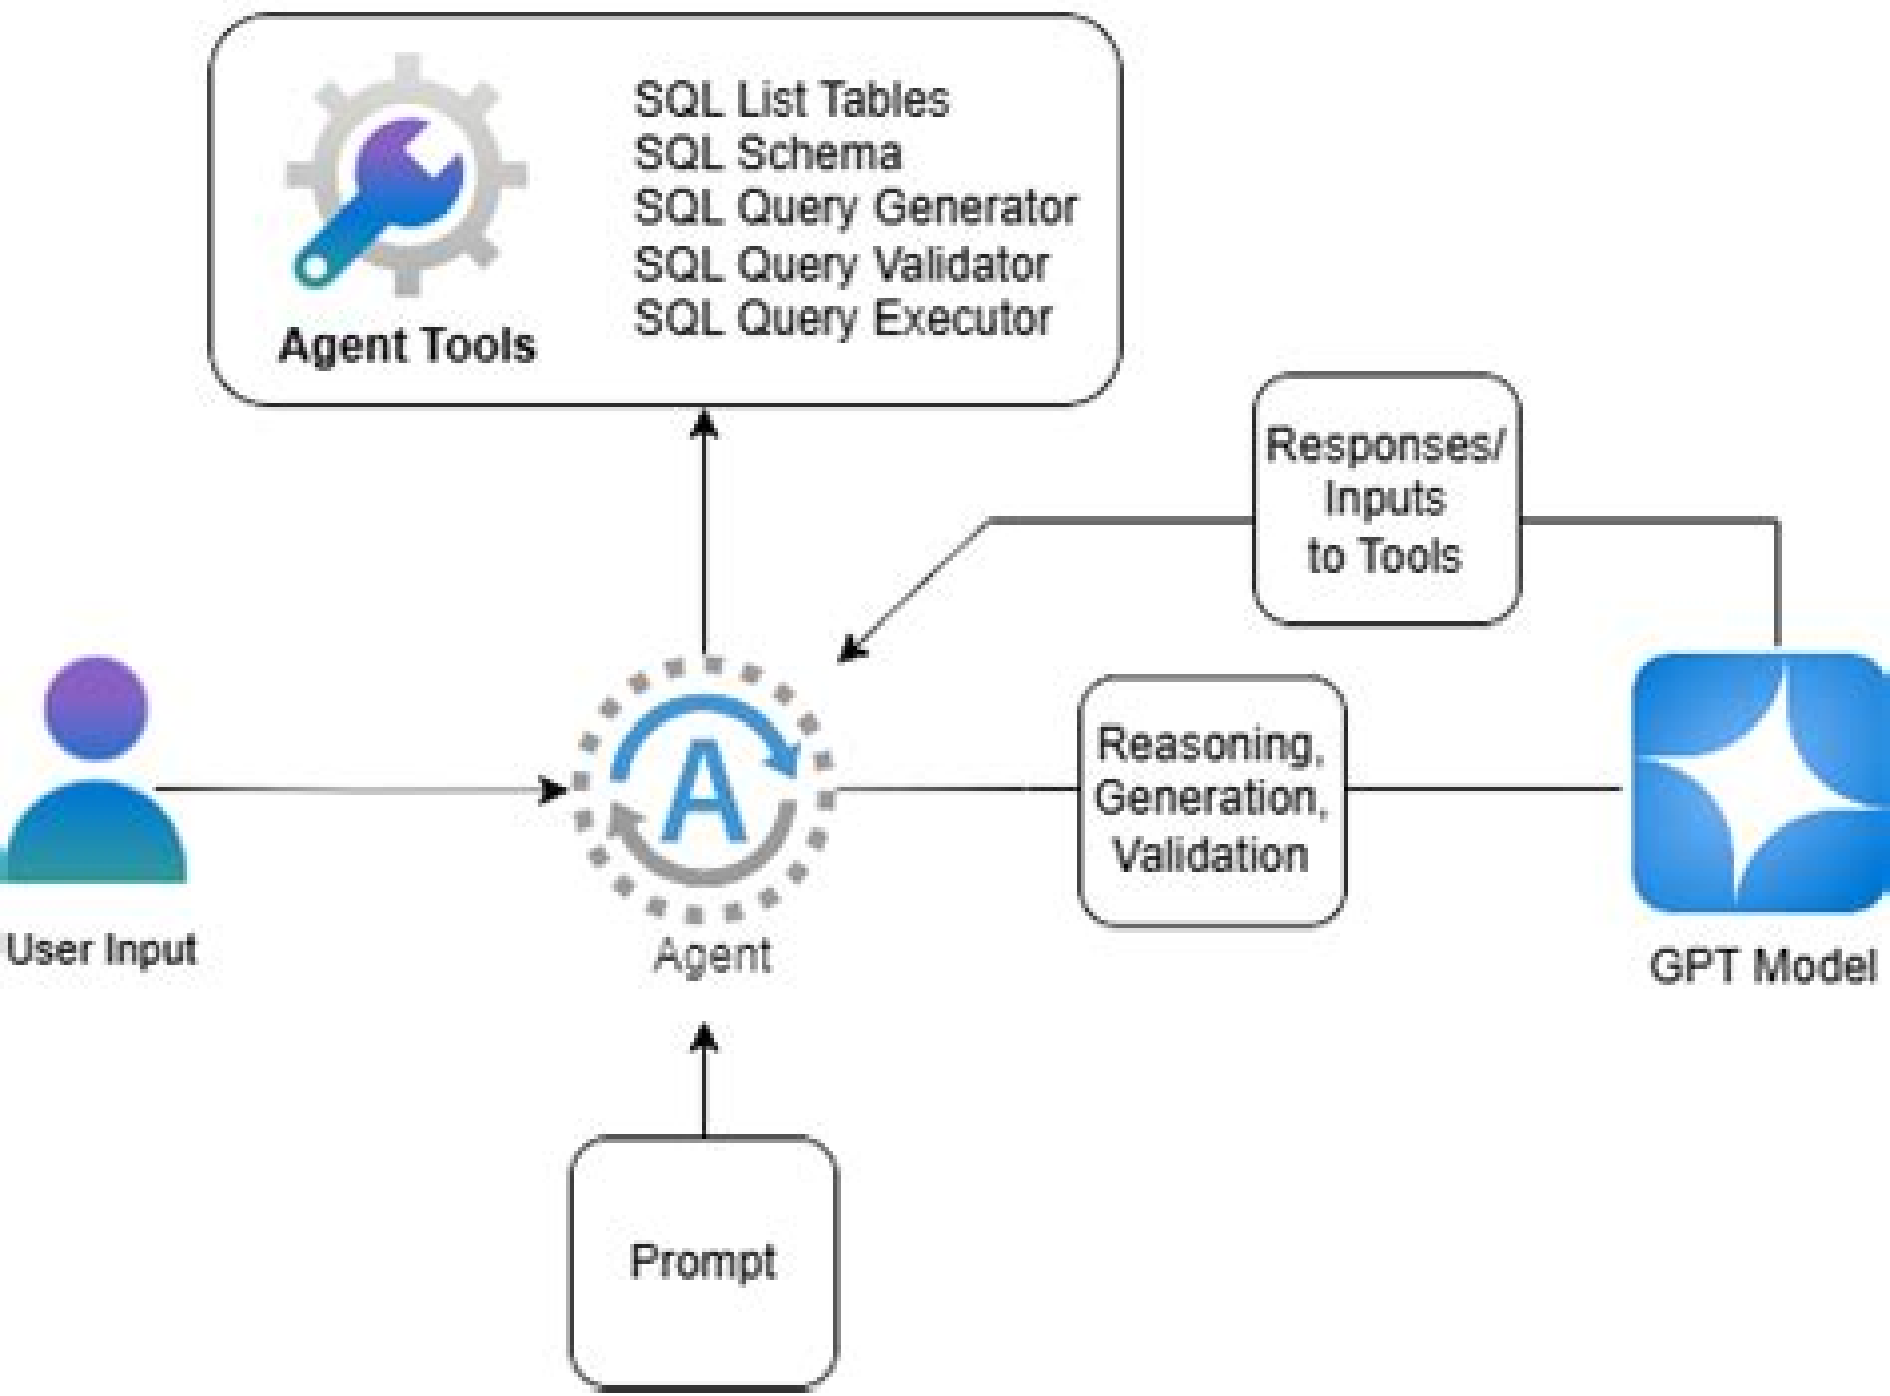 SQL List Tables
SQL Schema
SQL Query Generator
SQL Query Validator
SQL Query Executor
Agent Tools
Responses/
Inputs
to Tools
Reasoning,
Generation,
Validation
A
User Input
Agent
GPT Model
Prompt